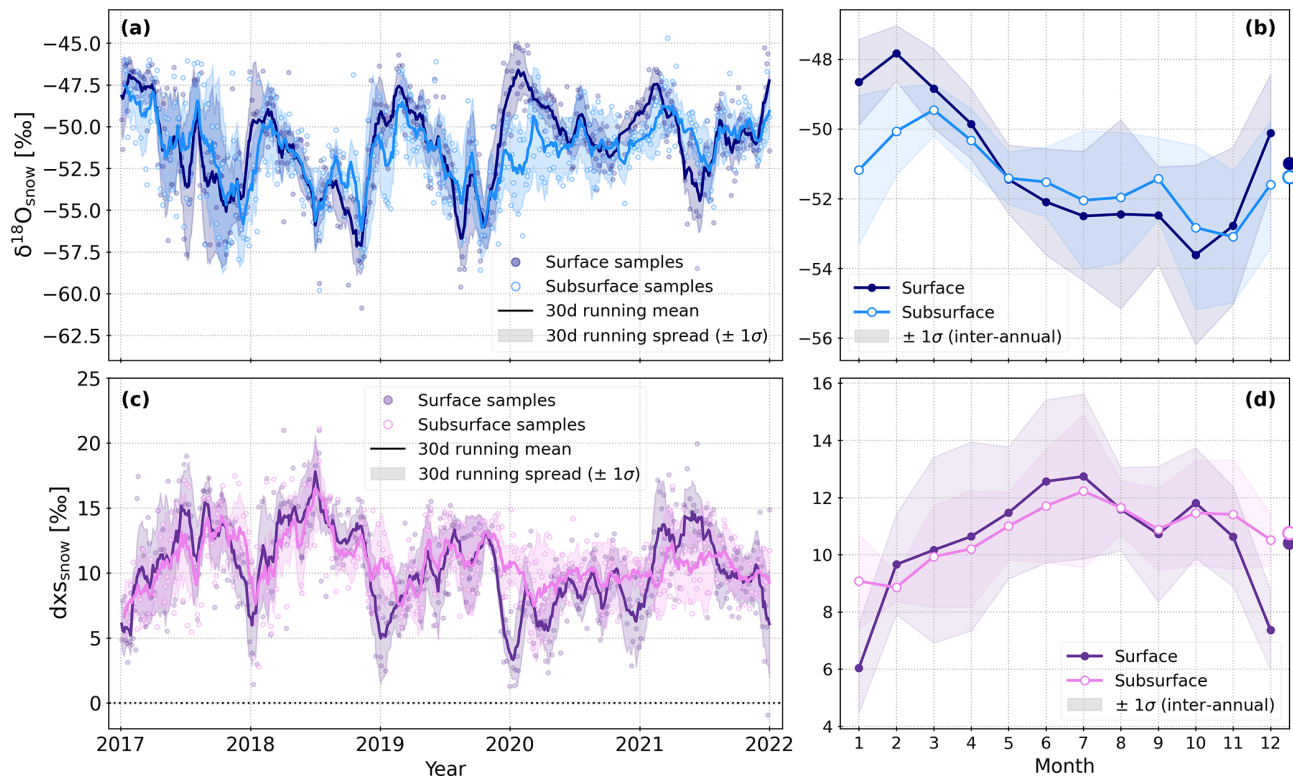 (a)
δ¹⁸Osnow [‰]
−45.0
−47.5
−50.0
−52.5
−55.0
−57.5
−60.0
−62.5
Surface samples
Subsurface samples
30d running mean
30d running spread (± 1σ)
(b)
−48
−50
−52
−54
−56
Surface
Subsurface
± 1σ (inter-annual)
(c)
dxssnow [‰]
25
20
15
10
5
0
Surface samples
Subsurface samples
30d running mean
30d running spread (± 1σ)
2017 2018 2019 2020 2021 2022
Year
(d)
16
14
12
10
8
6
4
Surface
Subsurface
± 1σ (inter-annual)
1 2 3 4 5 6 7 8 9 10 11 12
Month